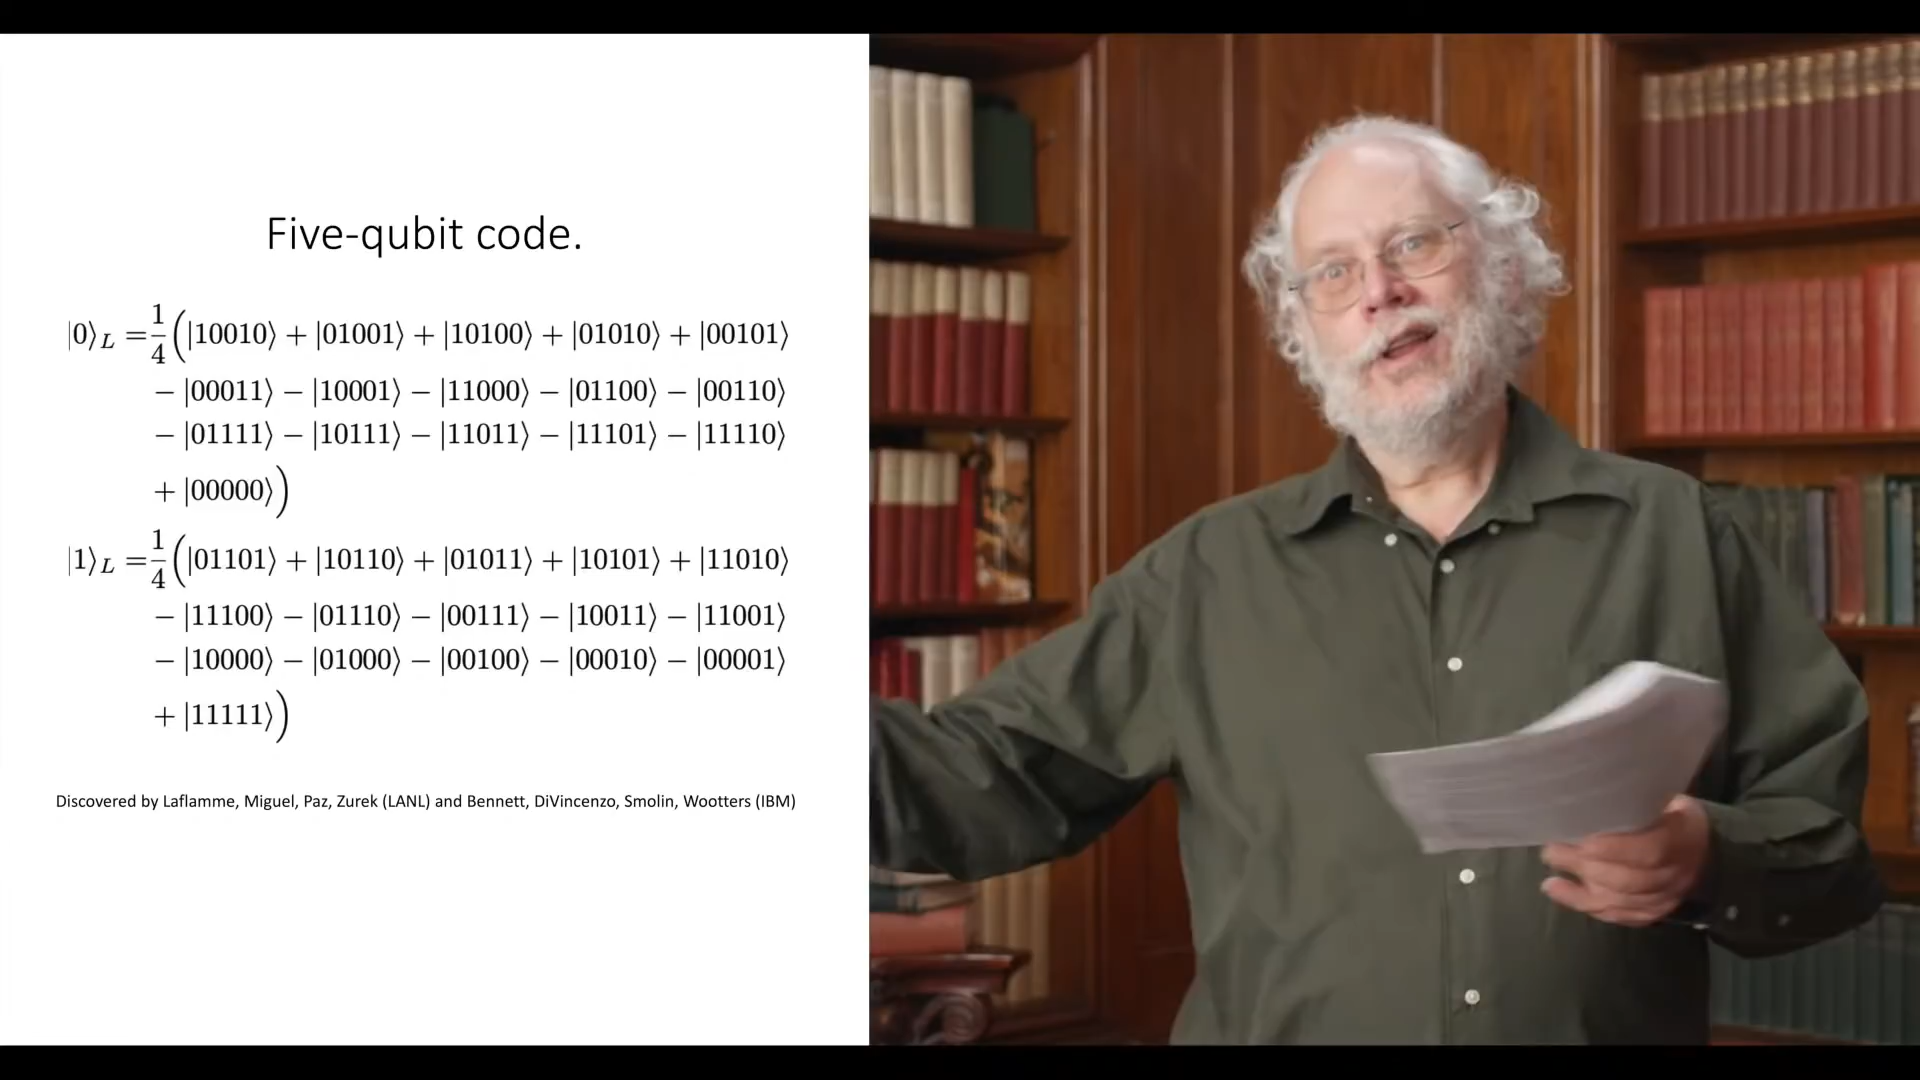 Five-qubit code.
|0⟩_L = 1/4 (|10010⟩ + |01001⟩ + |10100⟩ + |01010⟩ + |00101⟩
− |00011⟩ − |10001⟩ − |11000⟩ − |01100⟩ − |00110⟩
− |01111⟩ − |10111⟩ − |11011⟩ − |11101⟩ − |11110⟩
+ |00000⟩)
|1⟩_L = 1/4 (|01101⟩ + |10110⟩ + |01011⟩ + |10101⟩ + |11010⟩
− |11100⟩ − |01110⟩ − |00111⟩ − |10011⟩ − |11001⟩
− |10000⟩ − |01000⟩ − |00100⟩ − |00010⟩ − |00001⟩
+ |11111⟩)
Discovered by Laflamme, Miguel, Paz, Zurek (LANL) and Bennett, DiVincenzo, Smolin, Wootters (IBM)